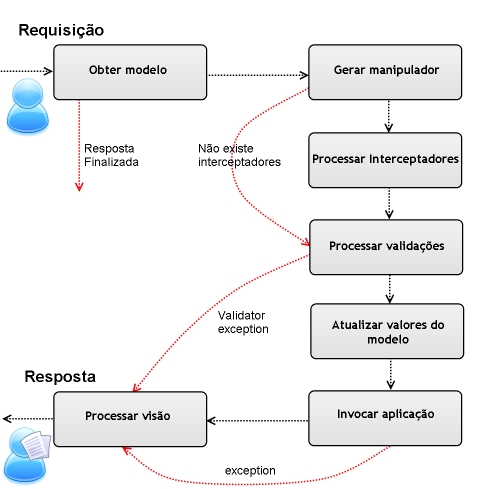 Requisição
Obter modelo
Gerar manipulador
Resposta
Finalizada
Não existe
interceptadores
Processar Interceptadores
Processar validações
Validator
exception
Atualizar valores do
modelo
Resposta
Processar visão
Invocar aplicação
exception